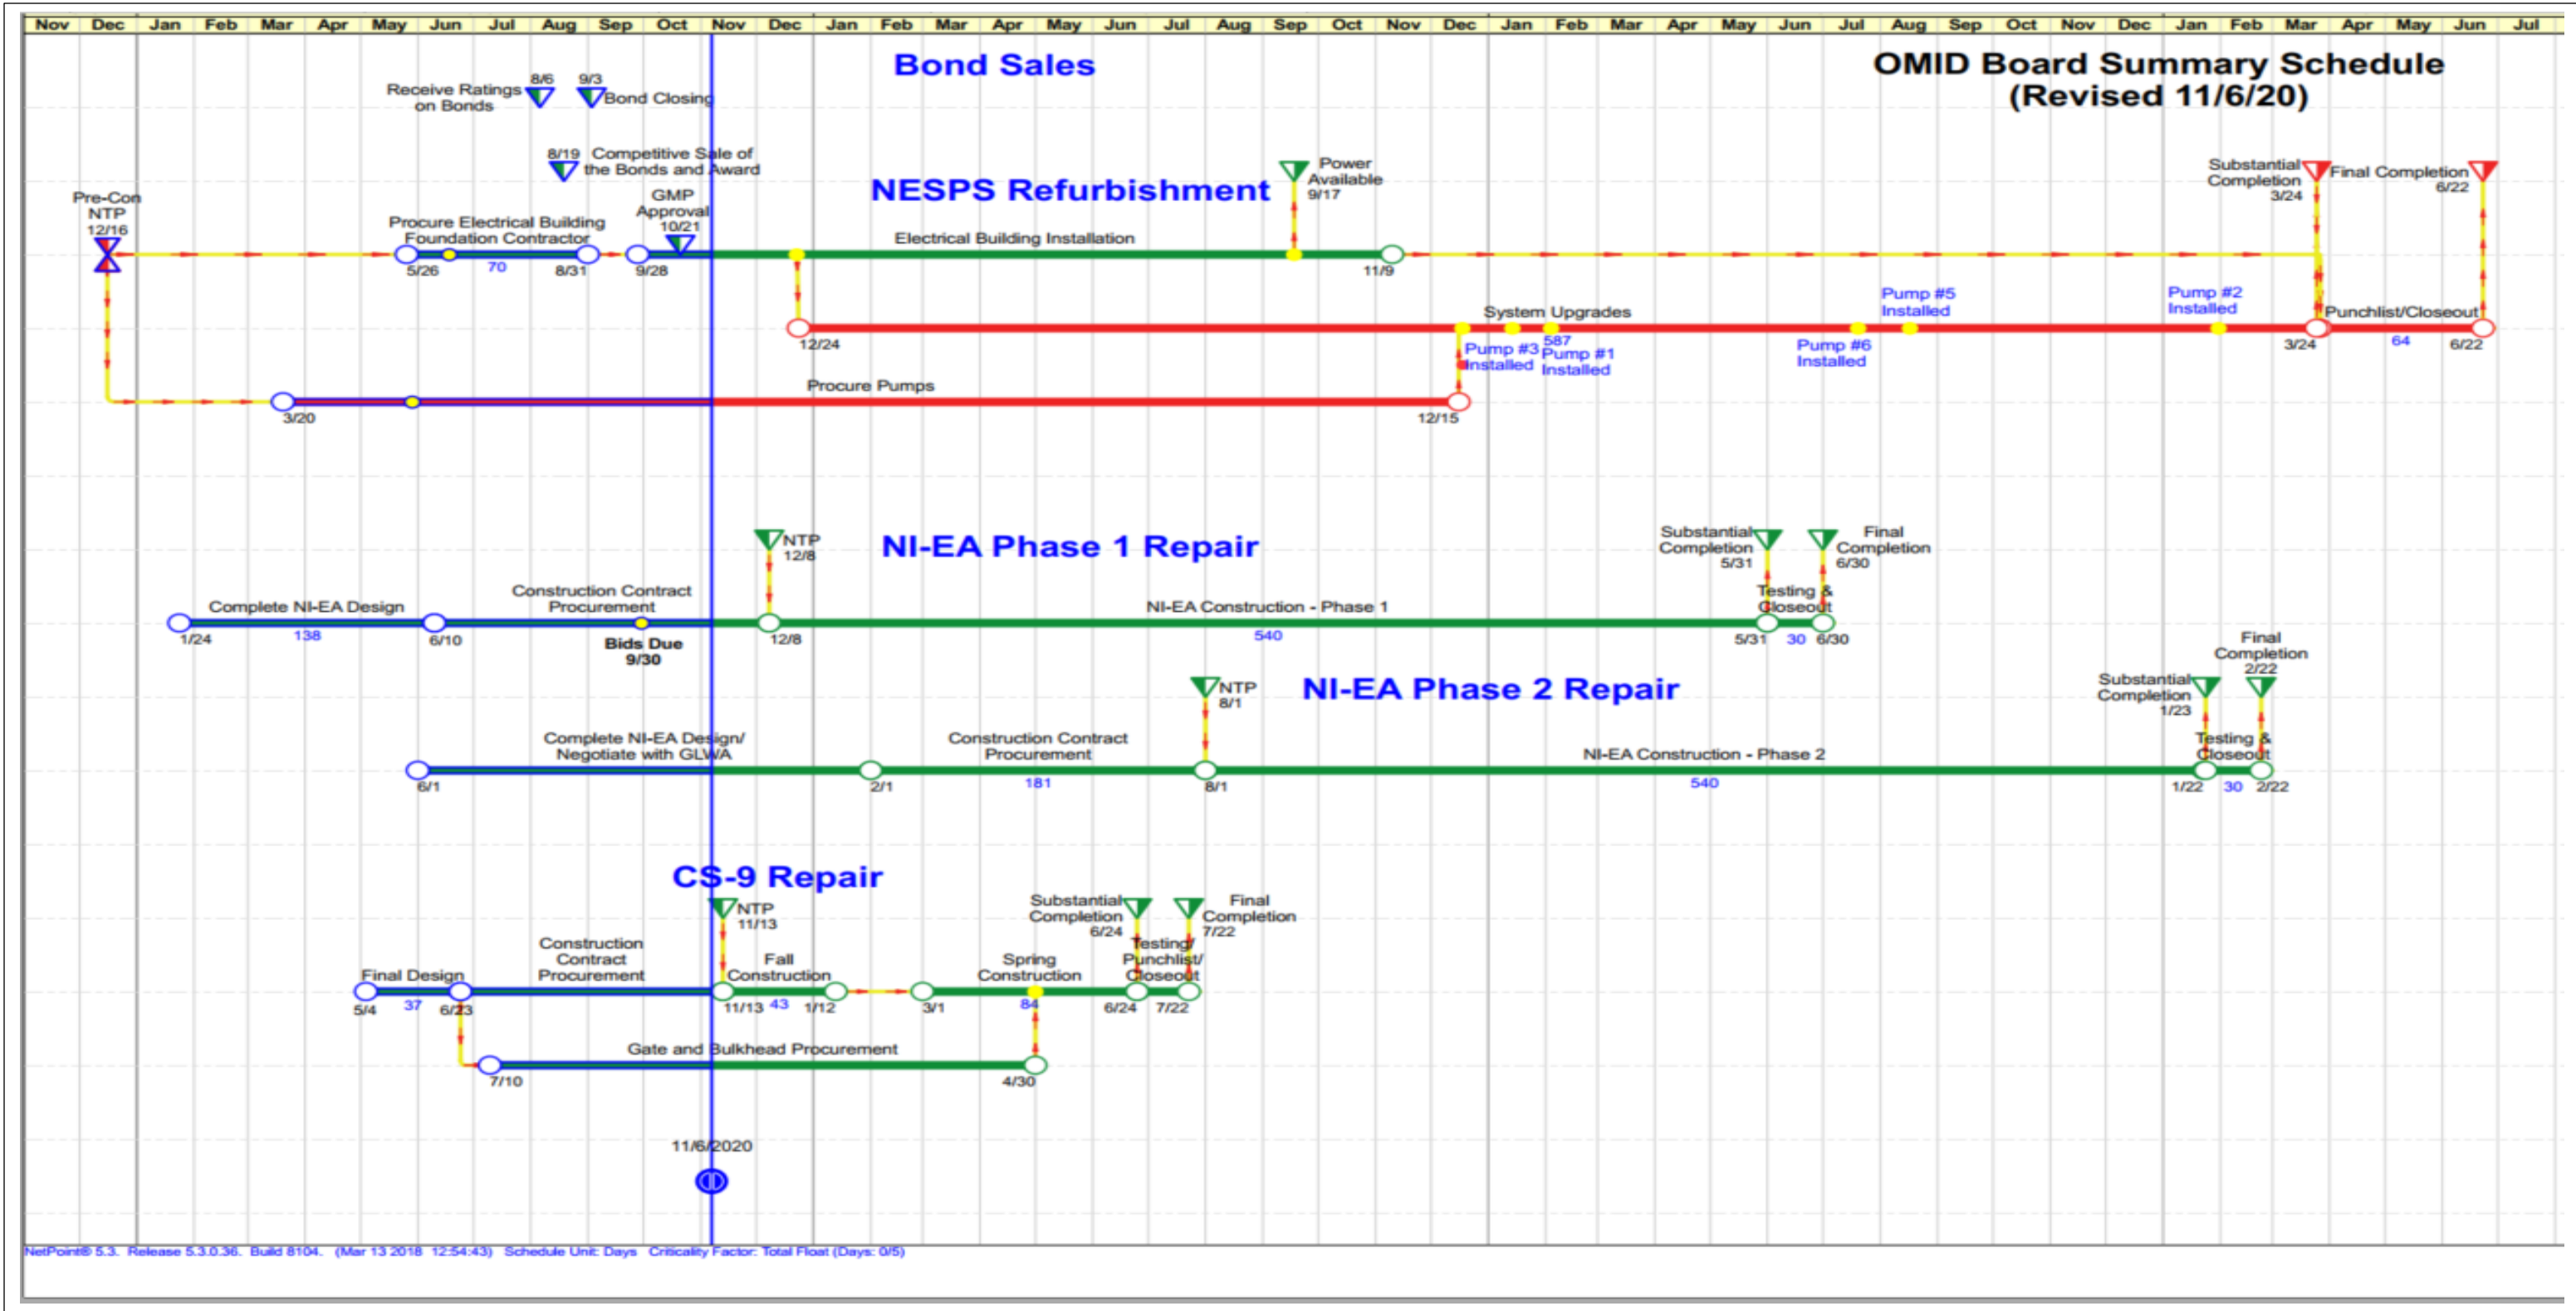 Nov Dec Jan Feb Mar Apr May Jun Jul Aug Sep Oct Nov Dec Jan Feb Mar Apr May Jun Jul Aug Sep Oct Nov Dec Jan Feb Mar Apr May Jun Jul Aug Sep Oct Nov Dec Jan Feb Mar Apr May Jun Jul
Bond Sales
OMID Board Summary Schedule
(Revised 11/6/20)
Receive Ratings
on Bonds
8/6
9/3
Bond Closing
8/19
Competitive Sale of
the Bonds and Award
NESPS Refurbishment
Pre-Con
NTP
12/16
Procure Electrical Building
Foundation Contractor
5/26
70
8/31
GMP
Approval
10/21
9/28
Electrical Building Installation
11/9
Power
Available
9/17
Substantial
Completion
3/24
Final Completion
6/22
12/24
System Upgrades
587
Pump #3
Installed
Pump #1
Installed
Pump #6
Installed
Pump #5
Installed
Pump #2
Installed
3/24
Punchlist/Closeout
64
6/22
3/20
Procure Pumps
12/15
NI-EA Phase 1 Repair
NTP
12/8
Substantial
Completion
5/31
Final
Completion
6/30
Complete NI-EA Design
1/24
138
6/10
Construction Contract
Procurement
Bids Due
9/30
12/8
NI-EA Construction - Phase 1
540
Testing &
Closeout
5/31
30
6/30
NI-EA Phase 2 Repair
NTP
8/1
Substantial
Completion
1/23
Final
Completion
2/22
Complete NI-EA Design/
Negotiate with GLWA
6/1
2/1
Construction Contract
Procurement
181
8/1
NI-EA Construction - Phase 2
540
Testing &
Closeout
1/22
30
2/22
CS-9 Repair
NTP
11/13
Substantial
Completion
6/24
Final
Completion
7/22
Final Design
5/4
37
6/23
Construction
Contract
Procurement
Fall
Construction
11/13
43
1/12
Spring
Construction
3/1
84
Testing/
Punchlist/
Closeout
6/24
7/22
Gate and Bulkhead Procurement
7/10
4/30
11/6/2020
NetPoint® 5.3. Release 5.3.0.36. Build 8104. (Mar 13 2018 12:54:43) Schedule Unit: Days Criticality Factor: Total Float (Days: 0/5)